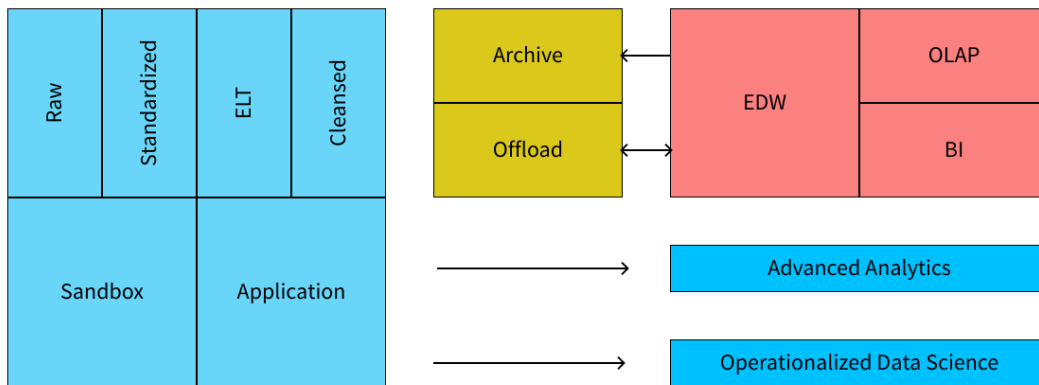 Raw
Standardized
ELT
Cleansed
Sandbox
Application
Archive
Offload
EDW
OLAP
BI
Advanced Analytics
Operationalized Data Science